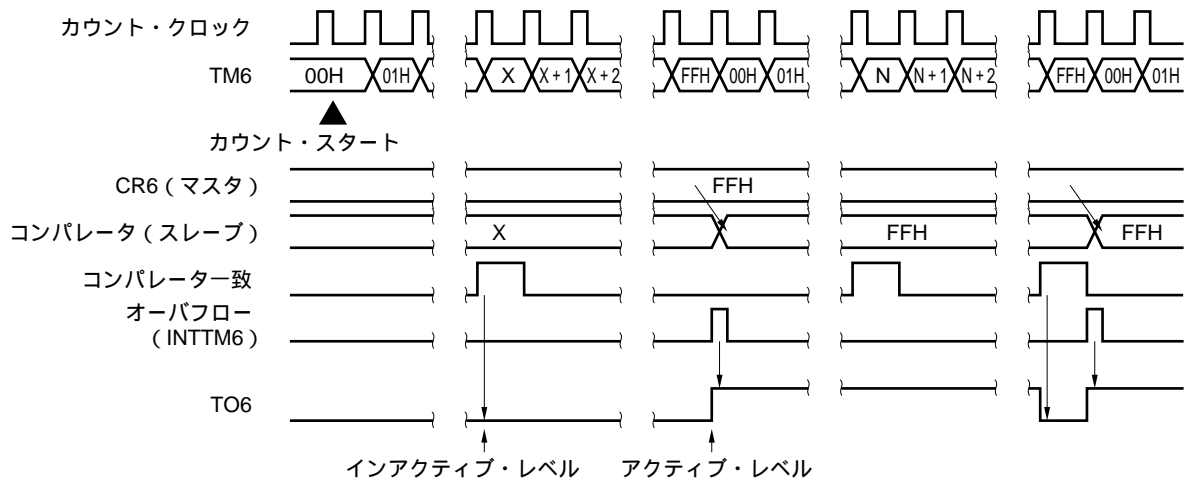 カウント・クロック
TM6 00H 01H X X+1 X+2 FFH 00H 01H N N+1 N+2 FFH 00H 01H
カウント・スタート
CR6（マスタ） FFH
コンパレータ（スレーブ） X FFH FFH
コンパレータ一致
オーバフロー
（INTTM6）
TO6
インアクティブ・レベル アクティブ・レベル